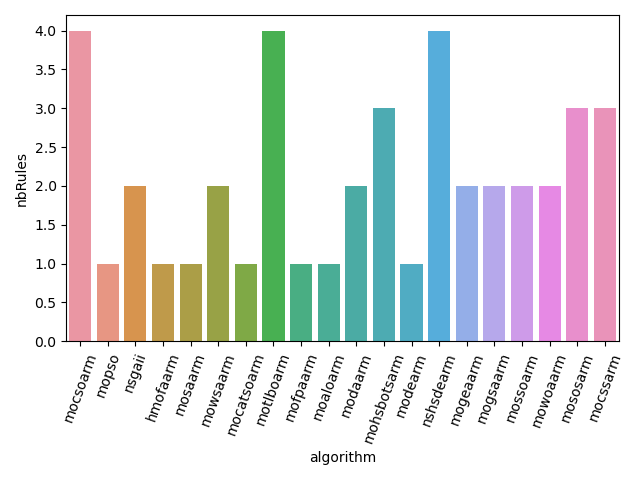 4.0
3.5
3.0
2.5
2.0
1.5
1.0
0.5
0.0
nbRules
mocsoarm
mopso
nsgaii
hmofaarm
mosaarm
mowsaarm
mocatsoarm
motlboarm
mofpaarm
moaloarm
modaarm
mohsbotsarm
modearm
nshsdearm
mogeaarm
mogsaarm
mossoarm
mowoaarm
mososarm
mocssarm
algorithm